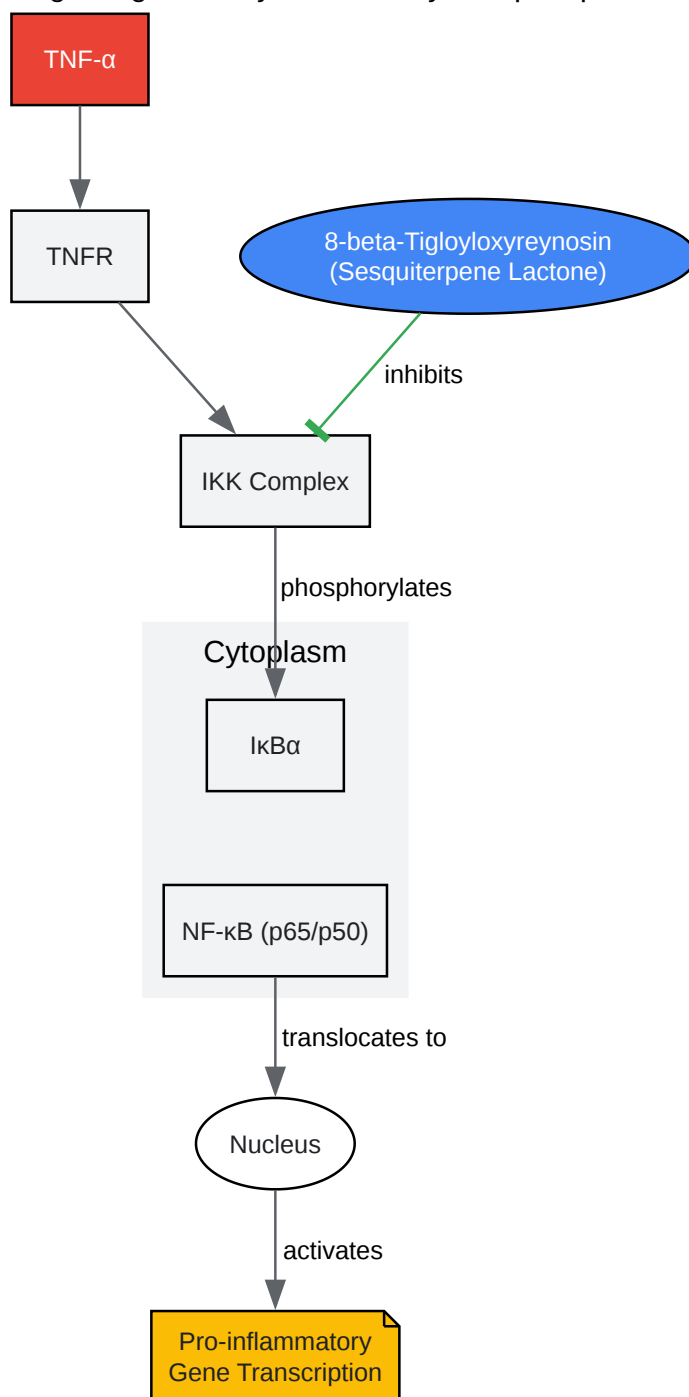 TNF-α
TNFR
8-beta-Tigloyloxyreynosin
(Sesquiterpene Lactone)
inhibits
IKK Complex
phosphorylates
Cytoplasm
IκBα
NF-κB (p65/p50)
translocates to
Nucleus
activates
Pro-inflammatory
Gene Transcription